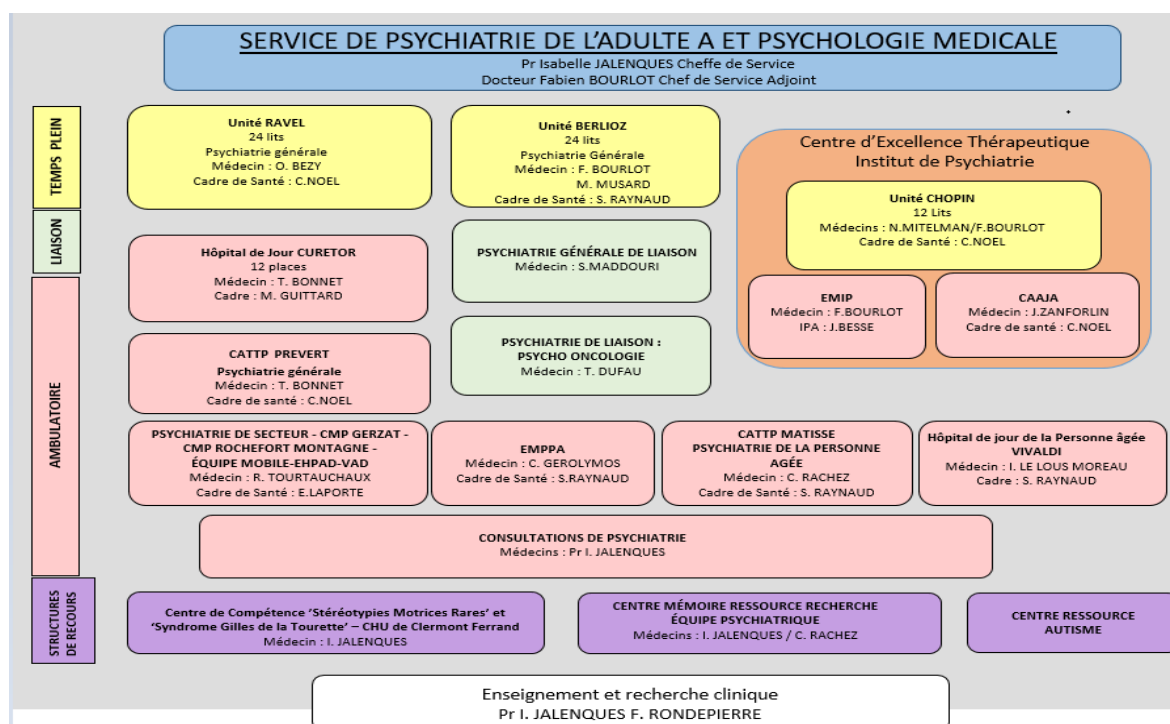 SERVICE DE PSYCHIATRIE DE L'ADULTE A ET PSYCHOLOGIE MEDICALE
Pr Isabelle JALENQUES Cheffe de Service
Docteur Fabien BOURLOT Chef de Service Adjoint
TEMPS PLEIN
Unité RAVEL
24 lits
Psychiatrie générale
Médecin : O. BEZY
Cadre de Santé : C.NOEL
Unité BERLIOZ
24 lits
Psychiatrie Générale
Médecin : F. BOURLOT
M. MUSARD
Cadre de Santé : S. RAYNAUD
Centre d'Excellence Thérapeutique
Institut de Psychiatrie
Unité CHOPIN
12 Lits
Médecins : N.MITELMAN/F.BOURLOT
Cadre de Santé : C.NOEL
EMIP
Médecin : F.BOURLOT
IPA : J.BESSE
CAAJA
Médecin : J.ZANFORLIN
Cadre de santé : C.NOEL
LIAISON
Hôpital de Jour CURETOR
12 places
Médecin : T. BONNET
Cadre : M. GUITTARD
PSYCHIATRIE GÉNÉRALE DE LIAISON
Médecin : S.MADDOURI
AMBULATOIRE
CATTP PREVERT
Psychiatrie générale
Médecin : T. BONNET
Cadre de santé : C.NOEL
PSYCHIATRIE DE LIAISON :
PSYCHO ONCOLOGIE
Médecin : T. DUFAU
PSYCHIATRIE DE SECTEUR - CMP GERZAT -
CMP ROCHEFORT MONTAGNE -
ÉQUIPE MOBILE-EHPAD-VAD
Médecin : R. TOURTAUCHAUX
Cadre de Santé : E.LAPORTE
EMPPA
Médecin : C. GEROLYMOS
Cadre de Santé : S.RAYNAUD
CATTP MATISSE
PSYCHIATRIE DE LA PERSONNE
AGÉE
Médecin : C. RACHEZ
Cadre de Santé : S. RAYNAUD
Hôpital de jour de la Personne âgée
VIVALDI
Médecin : I. LE LOUS MOREAU
Cadre : S. RAYNAUD
CONSULTATIONS DE PSYCHIATRIE
Médecins : Pr I. JALENQUES
STRUCTURES
DE RECOURS
Centre de Compétence 'Stéréotypies Motrices Rares' et
'Syndrome Gilles de la Tourette' – CHU de Clermont Ferrand
Médecin : I. JALENQUES
CENTRE MÉMOIRE RESSOURCE RECHERCHE
ÉQUIPE PSYCHIATRIQUE
Médecins : I. JALENQUES / C. RACHEZ
CENTRE RESSOURCE
AUTISME
Enseignement et recherche clinique
Pr I. JALENQUES F. RONDEPIERRE